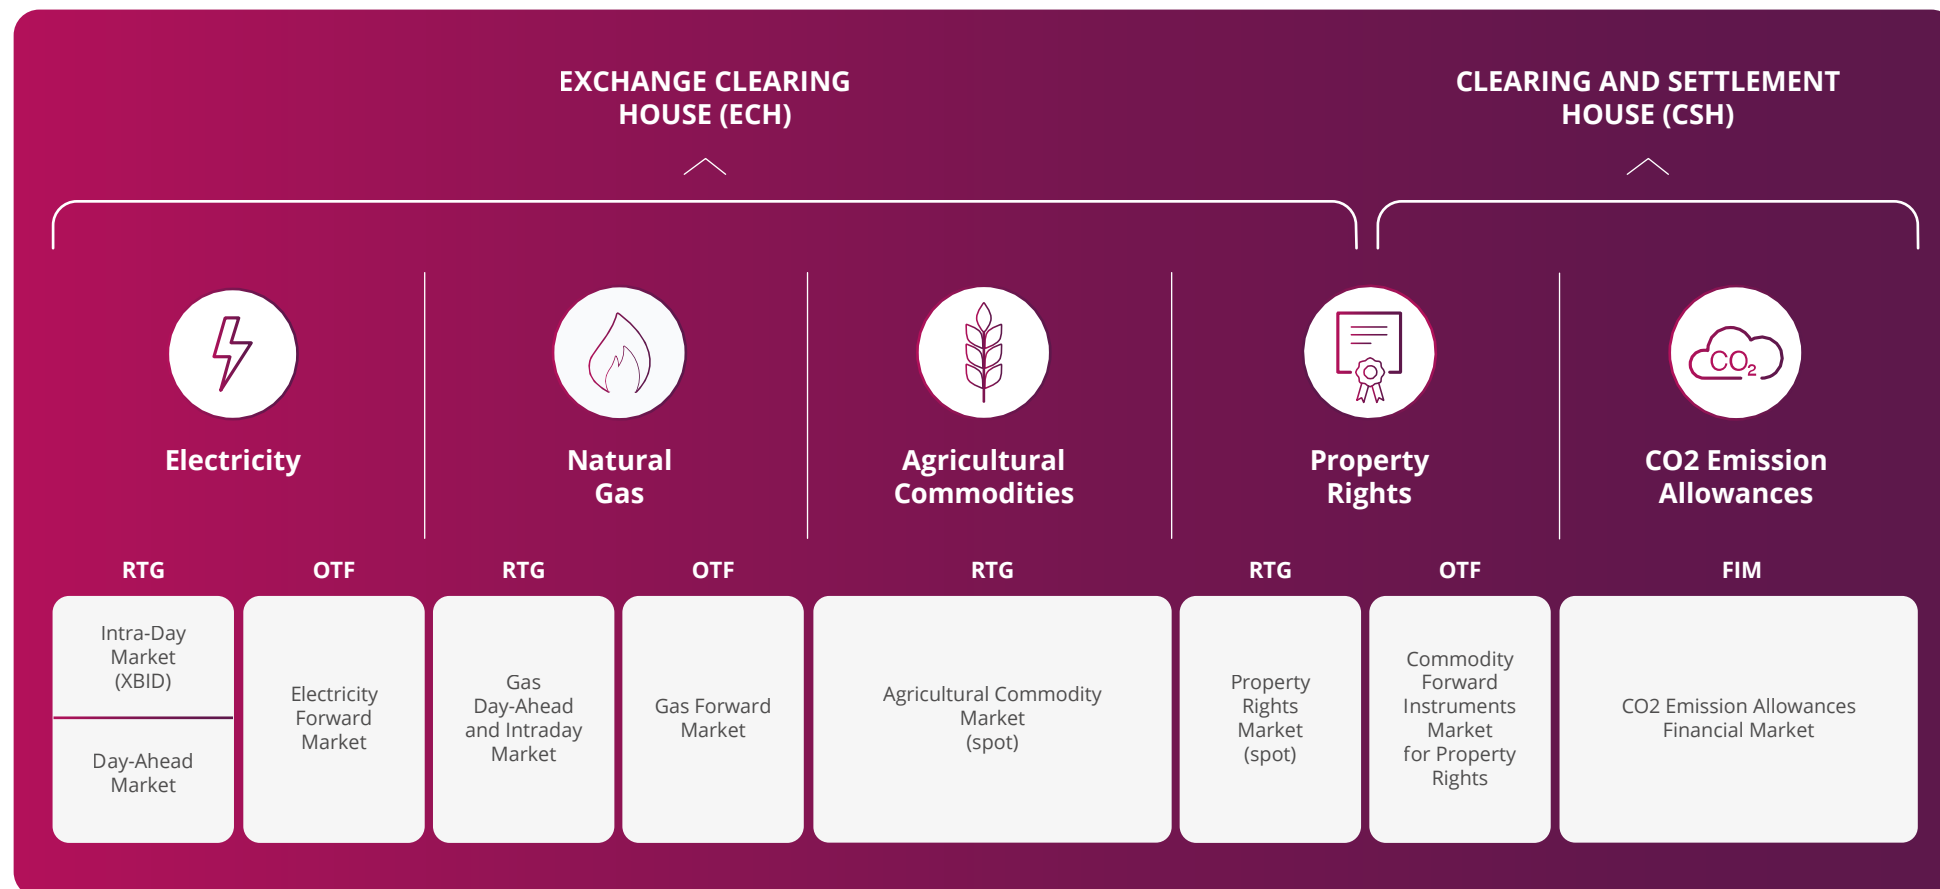 EXCHANGE CLEARING
HOUSE (ECH)
CLEARING AND SETTLEMENT
HOUSE (CSH)
Electricity
Natural
Gas
Agricultural
Commodities
Property
Rights
CO2 Emission
Allowances
CO₂
RTG
OTF
RTG
OTF
RTG
RTG
OTF
FIM
Intra-Day
Market
(XBID)
Day-Ahead
Market
Electricity
Forward
Market
Gas
Day-Ahead
and Intraday
Market
Gas Forward
Market
Agricultural Commodity
Market
(spot)
Property
Rights
Market
(spot)
Commodity
Forward
Instruments
Market
for Property
Rights
CO2 Emission Allowances
Financial Market